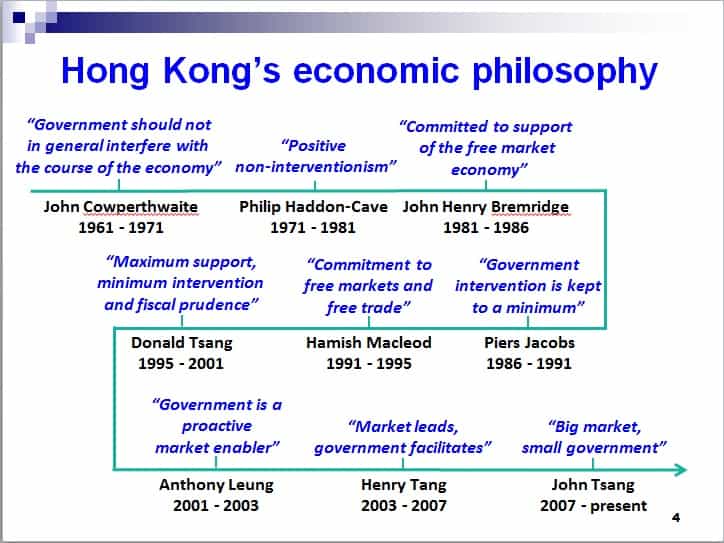 Hong Kong’s economic philosophy
“Government should not
in general interfere with
the course of the economy”
“Positive
non-interventionism”
“Committed to support
of the free market
economy”
John Cowperthwaite
1961 - 1971
Philip Haddon-Cave
1971 - 1981
John Henry Bremridge
1981 - 1986
“Maximum support,
minimum intervention
and fiscal prudence”
“Commitment to
free markets and
free trade”
“Government
intervention is kept
to a minimum”
Donald Tsang
1995 - 2001
Hamish Macleod
1991 - 1995
Piers Jacobs
1986 - 1991
“Government is a
proactive
market enabler”
“Market leads,
government facilitates”
“Big market,
small government”
Anthony Leung
2001 - 2003
Henry Tang
2003 - 2007
John Tsang
2007 - present
4